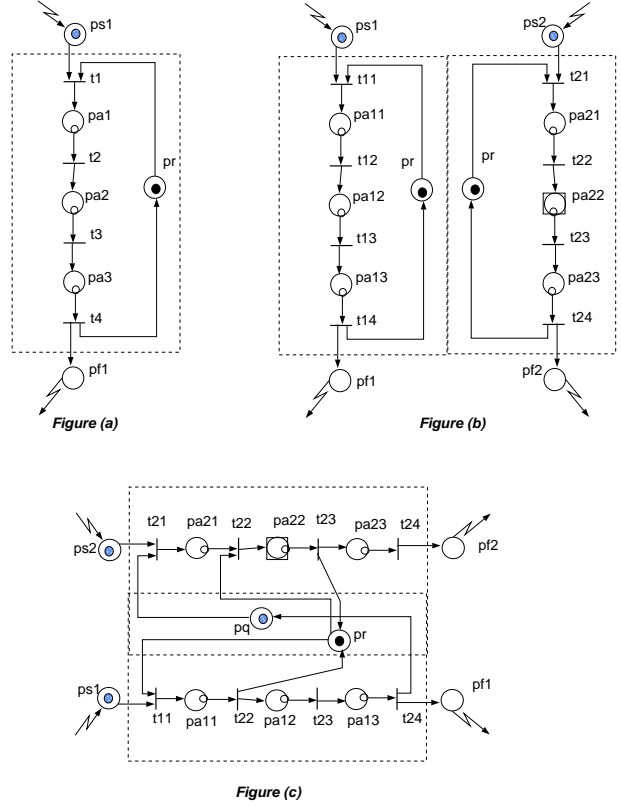 ps1
t1
pa1
t2
pr
pa2
t3
pa3
t4
pf1
Figure (a)
ps1
t11
pa11
t12
pr
pa12
t13
pa13
t14
pf1
ps2
t21
pa21
pr
t22
pa22
t23
pa23
t24
pf2
Figure (b)
t21
pa21
t22
pa22
t23
pa23
t24
ps2
pf2
pq
pr
ps1
t11
pa11
t22
pa12
t23
pa13
t24
pf1
Figure (c)